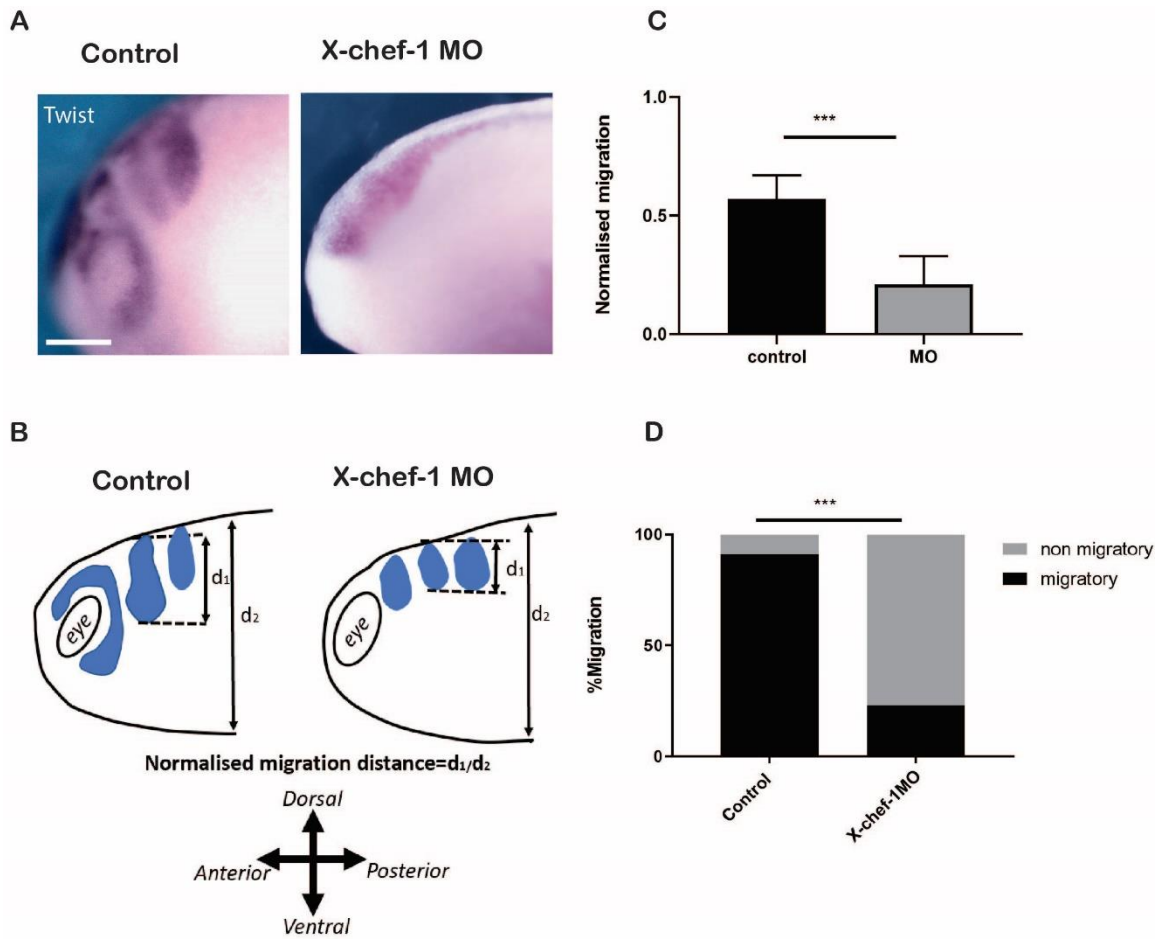 A
Control
X-chef-1 MO
Twist
B
Control
X-chef-1 MO
eye
d₁
d₂
eye
d₁
d₂
Normalised migration distance=d₁/d₂
Dorsal
Anterior
Posterior
Ventral
C
Normalised migration
1.0
0.5
0.0
***
control
MO
D
%Migration
100
50
0
***
Control
X-chef-1MO
non migratory
migratory